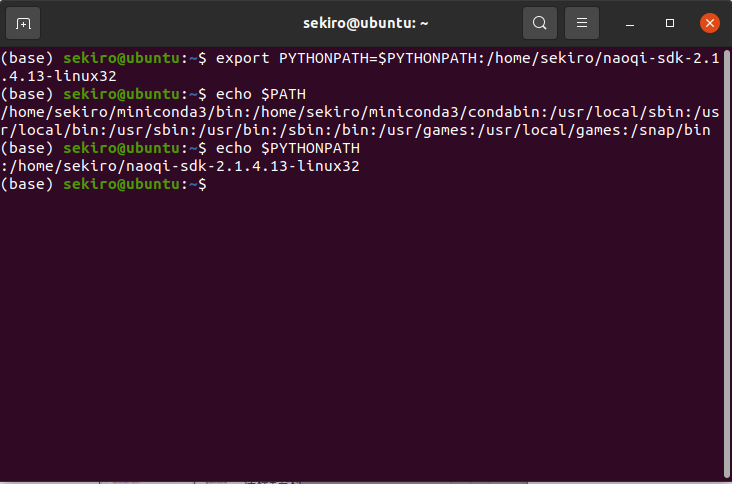 sekiro@ubuntu: ~
(base) sekiro@ubuntu:~$ export PYTHONPATH=$PYTHONPATH:/home/sekiro/naoqi-sdk-2.1
.4.13-linux32
(base) sekiro@ubuntu:~$ echo $PATH
/home/sekiro/miniconda3/bin:/home/sekiro/miniconda3/condabin:/usr/local/sbin:/us
r/local/bin:/usr/sbin:/usr/bin:/sbin:/bin:/usr/games:/usr/local/games:/snap/bin
(base) sekiro@ubuntu:~$ echo $PYTHONPATH
:/home/sekiro/naoqi-sdk-2.1.4.13-linux32
(base) sekiro@ubuntu:~$